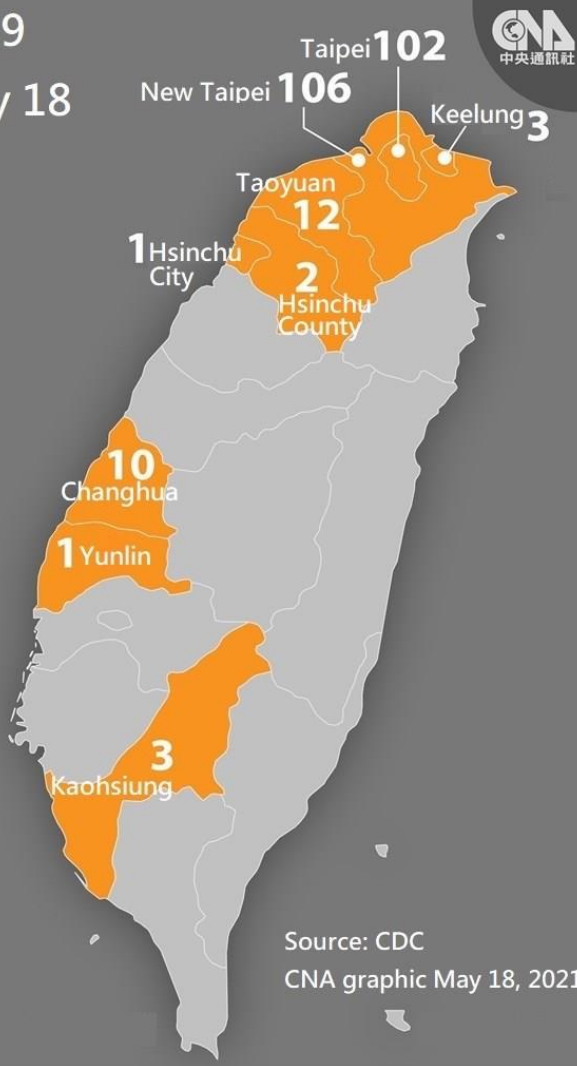 9
y 18
CNA
中央通訊社
Taipei 102
New Taipei 106
Keelung 3
Taoyuan
12
1 Hsinchu
City
2
Hsinchu
County
10
Changhua
1 Yunlin
3
Kaohsiung
Source: CDC
CNA graphic May 18, 2021